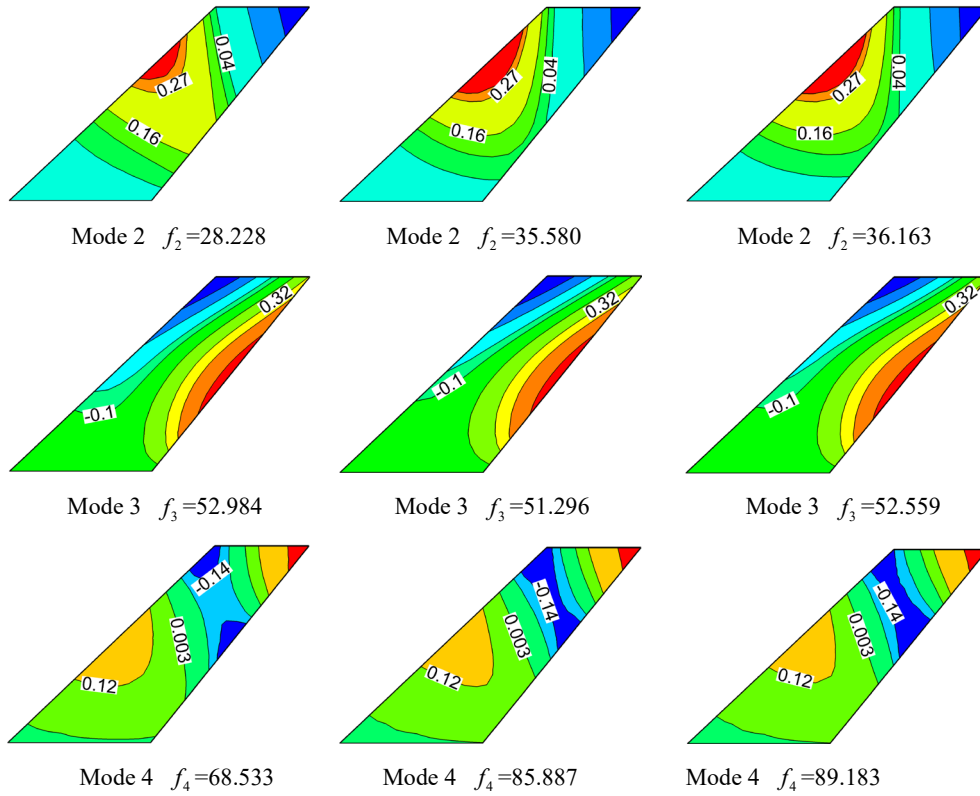 0.04 0.27 0.16
0.04 0.27 0.16
0.04 0.27 0.16
Mode 2 f2 =28.228
Mode 2 f2 =35.580
Mode 2 f2 =36.163
0.32 -0.1
0.32 -0.1
0.32 -0.1
Mode 3 f3 =52.984
Mode 3 f3 =51.296
Mode 3 f3 =52.559
-0.14 0.003 0.12
-0.14 0.003 0.12
-0.14 0.003 0.12
Mode 4 f4 =68.533
Mode 4 f4 =85.887
Mode 4 f4 =89.183